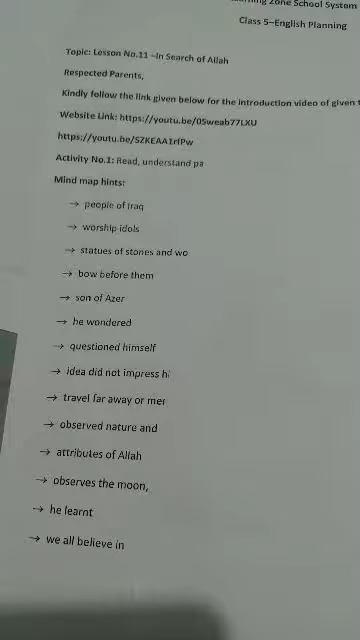 Zone School System
Class 5-English Planning
Topic: Lesson No.11 -In Search of Allah
Respected Parents,
Kindly follow the link given below for the introduction video of given
Website Link: https://youtu.be/05weab77LXU
https://youtu.be/SZKEAA1rfPw
Activity No.1: Read, understand
Mind map hints:
→ people of Iraq
→ worship idols
→ statues of stones and wo
→ bow before them
→ son of Azer
→ he wondered
→ questioned himself
→ idea did not impress hi
→ travel far away or mer
→ observed nature and
→ attributes of Allah
→ observes the moon,
→ he learnt
→ we all believe in